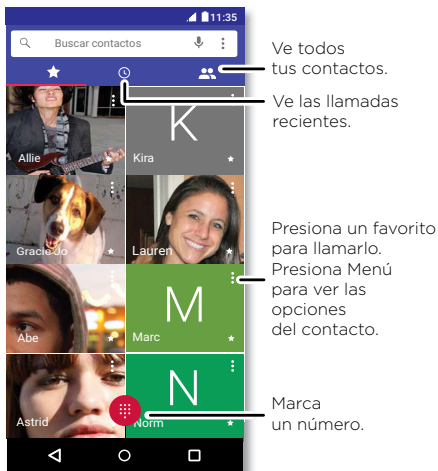 11:35
Buscar contactos
Ve todos
tus contactos.
Ve las llamadas
recientes.
K
Allie
Kira
Gracie Jo
Lauren
Presiona un favorito
para llamarlo.
Presiona Menú
para ver las
opciones
del contacto.
M
Abe
Marc
N
Astrid
Norm
Marca
un número.